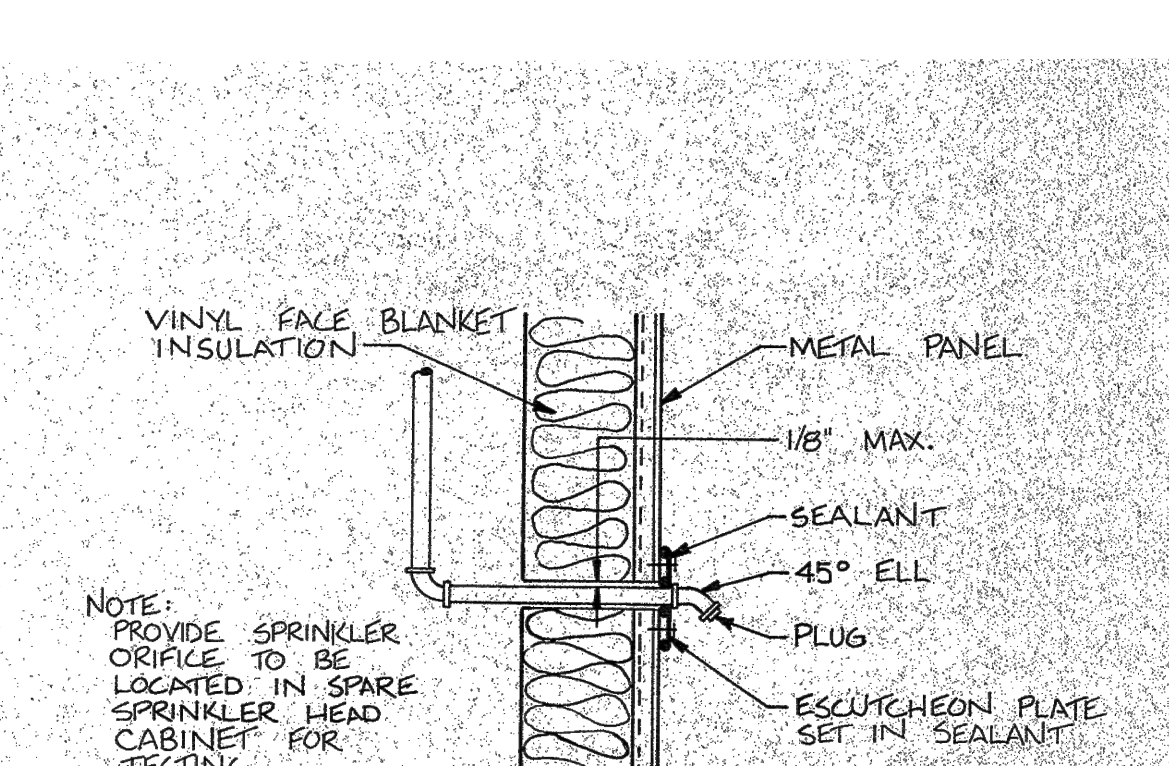 VINYL FACE BLANKET
INSULATION
METAL PANEL
1/8" MAX.
SEALANT
45° ELL
PLUG
ESCUTCHEON PLATE
SET IN SEALANT
NOTE:
PROVIDE SPRINKLER
ORIFICE TO BE
LOCATED IN SPARE
SPRINKLER HEAD
CABINET FOR
TESTING